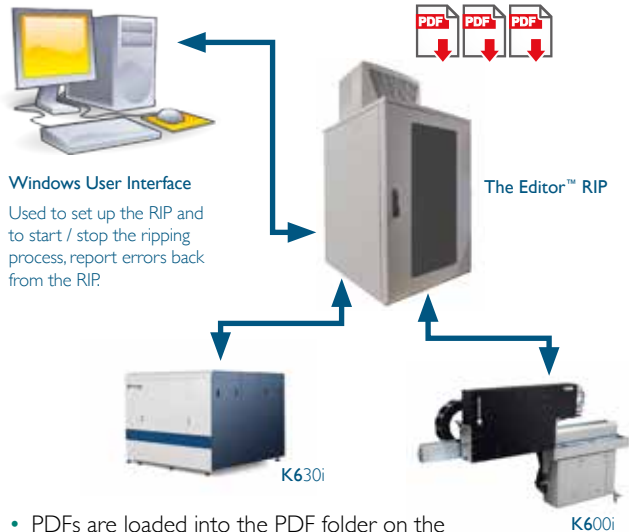 PDF PDF PDF
Windows User Interface
Used to set up the RIP and
to start / stop the ripping
process, report errors back
from the RIP.
The Editor™ RIP
K630i
K600i
• PDFs are loaded into the PDF folder on the